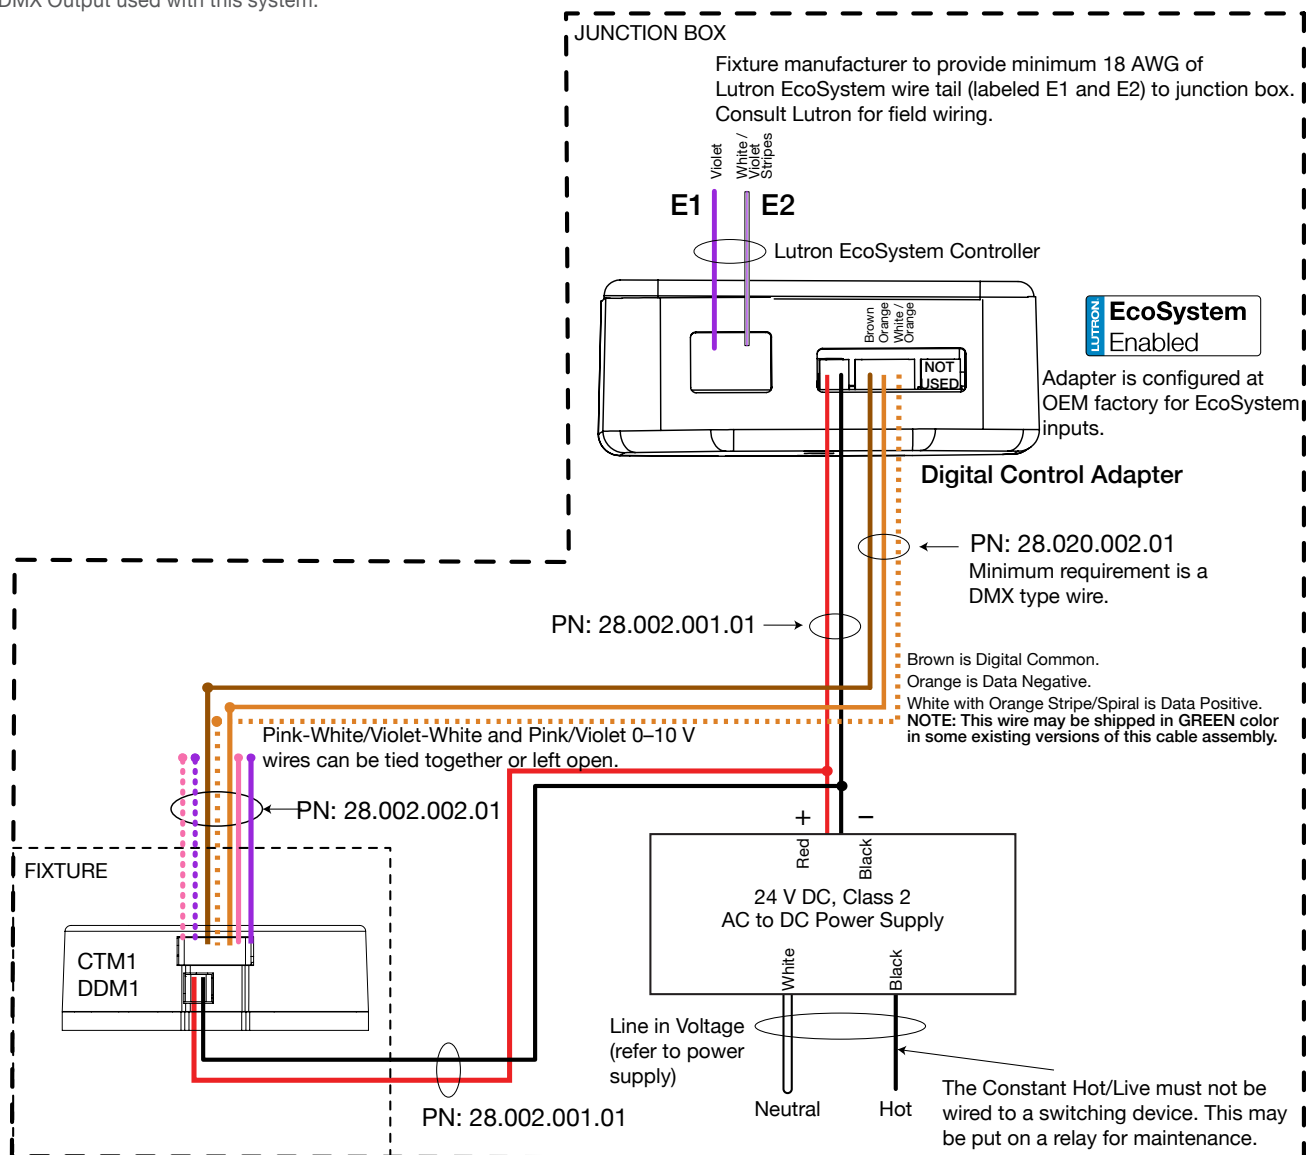 DMX Output used with this system.
JUNCTION BOX
Fixture manufacturer to provide minimum 18 AWG of
Lutron EcoSystem wire tail (labeled E1 and E2) to junction box.
Consult Lutron for field wiring.
Violet
White /
Violet
Stripes
E1
E2
Lutron EcoSystem Controller
Brown
Orange
White /
Orange
NOT
USED
LUTRON
EcoSystem
Enabled
Adapter is configured at
OEM factory for EcoSystem
inputs.
Digital Control Adapter
PN: 28.020.002.01
Minimum requirement is a
DMX type wire.
PN: 28.002.001.01
Brown is Digital Common.
Orange is Data Negative.
White with Orange Stripe/Spiral is Data Positive.
NOTE: This wire may be shipped in GREEN color
in some existing versions of this cable assembly.
Pink-White/Violet-White and Pink/Violet 0–10 V
wires can be tied together or left open.
PN: 28.002.002.01
+
–
Red
Black
24 V DC, Class 2
AC to DC Power Supply
White
Black
FIXTURE
CTM1
DDM1
Line in Voltage
(refer to power
supply)
Neutral
Hot
The Constant Hot/Live must not be
wired to a switching device. This may
be put on a relay for maintenance.
PN: 28.002.001.01